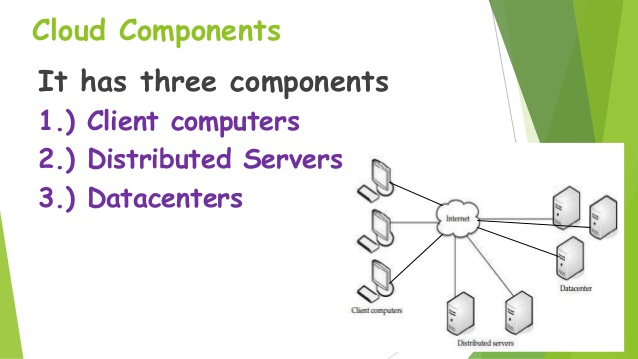 Cloud Components
It has three components
1.) Client computers
2.) Distributed Servers
3.) Datacenters
Internet
Datacenter
Client computers
Distributed servers